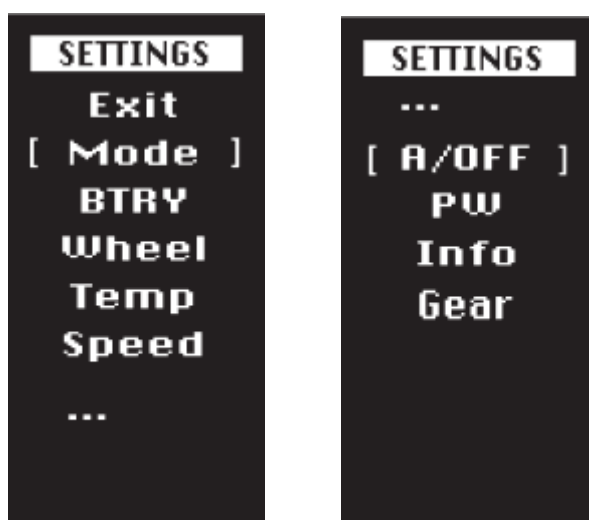 SETTINGS
Exit
[ Mode ]
BTRY
Wheel
Temp
Speed
...
SETTINGS
...
[ A/OFF ]
PW
Info
Gear